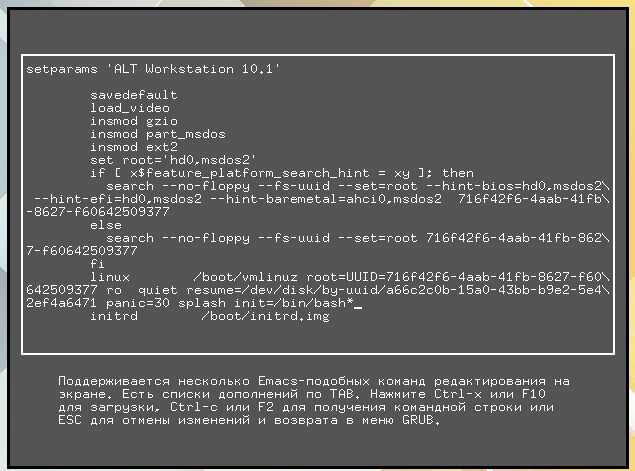 setparams 'ALT Workstation 10.1'
savedefault
load_video
insmod gzio
insmod part_msdos
insmod ext2
set root='hd0,msdos2'
if [ x$feature_platform_search_hint = xy ]; then
search --no-floppy --fs-uuid --set=root --hint-bios=hd0,msdos2\
--hint-efi=hd0,msdos2 --hint-baremetal=ahci0,msdos2  716f42f6-4aab-41fb\
-8627-f60642509377
else
search --no-floppy --fs-uuid --set=root 716f42f6-4aab-41fb-862\
7-f60642509377
fi
linux        /boot/vmlinuz root=UUID=716f42f6-4aab-41fb-8627-f60\
642509377 ro  quiet resume=/dev/disk/by-uuid/a66c2c0b-15a0-43bb-b9e2-5e4\
2ef4a6471 panic=30 splash init=/bin/bash*_
initrd        /boot/initrd.img
Поддерживается несколько Emacs-подобных команд редактирования на
экране. Есть списки дополнений по TAB. Нажмите Ctrl-x или F10
для загрузки, Ctrl-c или F2 для получения командной строки или
ESC для отмены изменений и возврата в меню GRUB.